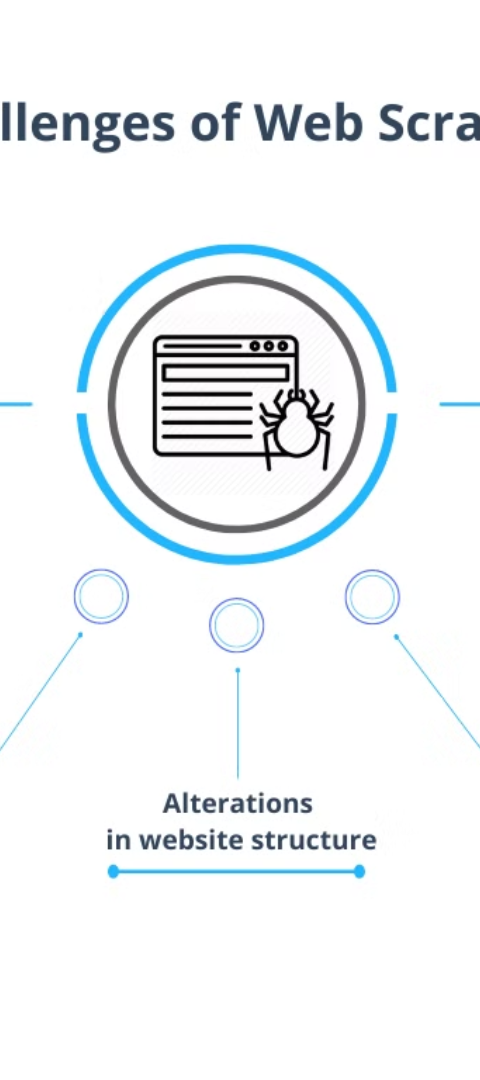 llenges of Web Scra
Alterations
in website structure